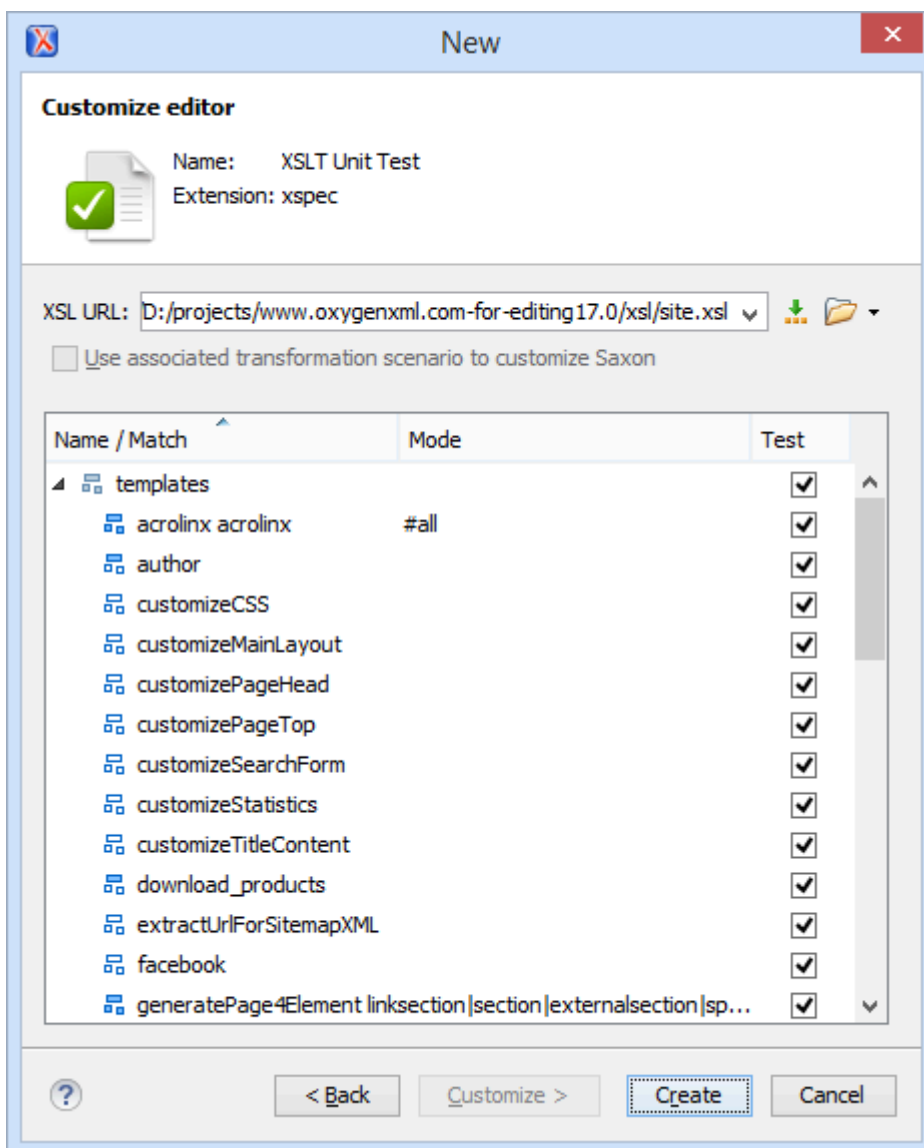 New
Customize editor
Name: XSLT Unit Test
Extension: xspec
XSL URL: D:/projects/www.oxygenxml.com-for-editing17.0/xsl/site.xsl
Use associated transformation scenario to customize Saxon
Name / Match Mode Test
templates
acrolinx acrolinx #all
author
customizeCSS
customizeMainLayout
customizePageHead
customizePageTop
customizeSearchForm
customizeStatistics
customizeTitleContent
download_products
extractUrlForSitemapXML
facebook
generatePage4Element linksection|section|externalsection|sp...
? < Back Customize > Create Cancel